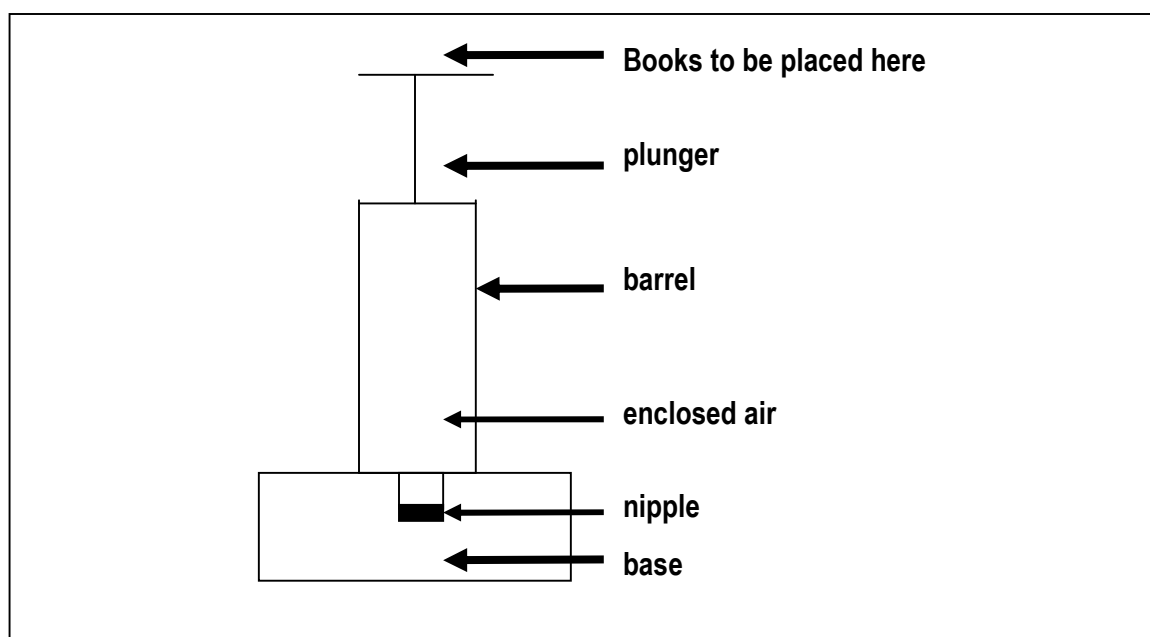 Books to be placed here
plunger
barrel
enclosed air
nipple
base